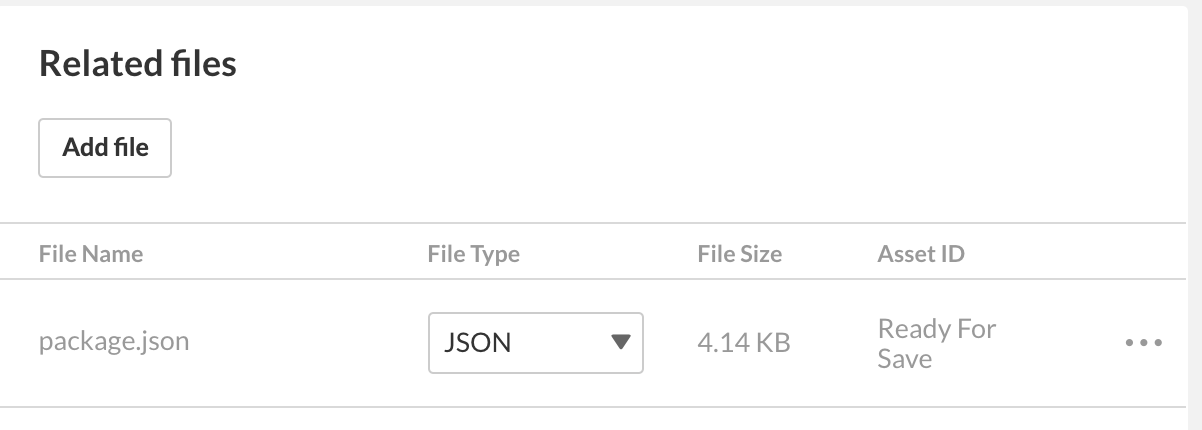 Related files
Add file
File Name File Type File Size Asset ID
package.json JSON 4.14 KB Ready For
Save